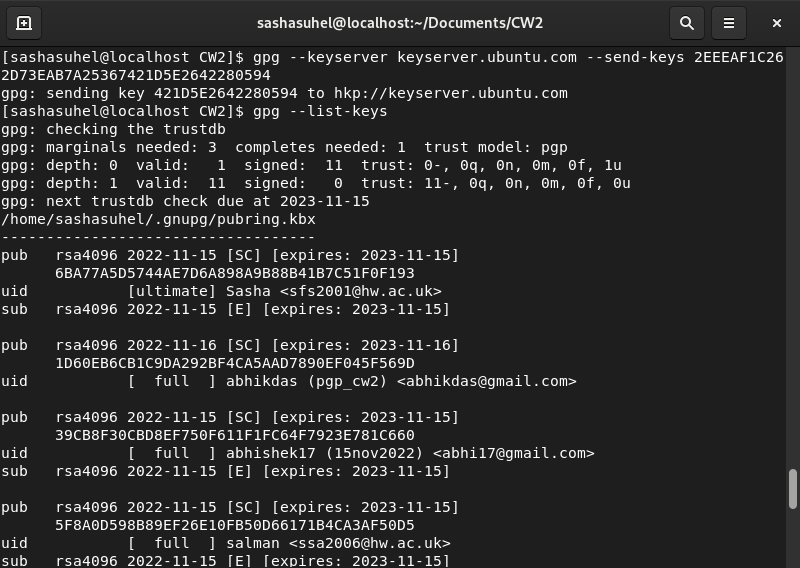 sashasuhel@localhost:~/Documents/CW2
[sashasuhel@localhost CW2]$ gpg --keyserver keyserver.ubuntu.com --send-keys 2EEEAF1C26
2D73EAB7A25367421D5E2642280594
gpg: sending key 421D5E2642280594 to hkp://keyserver.ubuntu.com
[sashasuhel@localhost CW2]$ gpg --list-keys
gpg: checking the trustdb
gpg: marginals needed: 3  completes needed: 1  trust model: pgp
gpg: depth: 0  valid:   1  signed:  11  trust: 0-, 0q, 0n, 0m, 0f, 1u
gpg: depth: 1  valid:  11  signed:   0  trust: 11-, 0q, 0n, 0m, 0f, 0u
gpg: next trustdb check due at 2023-11-15
/home/sashasuhel/.gnupg/pubring.kbx
-----------------------------------
pub   rsa4096 2022-11-15 [SC] [expires: 2023-11-15]
      6BA77A5D5744AE7D6A898A9B88B41B7C51F0F193
uid           [ultimate] Sasha <sfs2001@hw.ac.uk>
sub   rsa4096 2022-11-15 [E] [expires: 2023-11-15]
pub   rsa4096 2022-11-16 [SC] [expires: 2023-11-16]
      1D60EB6CB1C9DA292BF4CA5AAD7890EF045F569D
uid           [  full  ] abhikdas (pgp_cw2) <abhikdas@gmail.com>
pub   rsa4096 2022-11-15 [SC] [expires: 2023-11-15]
      39CB8F30CBD8EF750F611F1FC64F7923E781C660
uid           [  full  ] abhishek17 (15nov2022) <abhi17@gmail.com>
sub   rsa4096 2022-11-15 [E] [expires: 2023-11-15]
pub   rsa4096 2022-11-15 [SC] [expires: 2023-11-15]
      5F8A0D598B89EF26E10FB50D66171B4CA3AF50D5
uid           [  full  ] salman <ssa2006@hw.ac.uk>
sub   rsa4096 2022-11-15 [E] [expires: 2023-11-15]